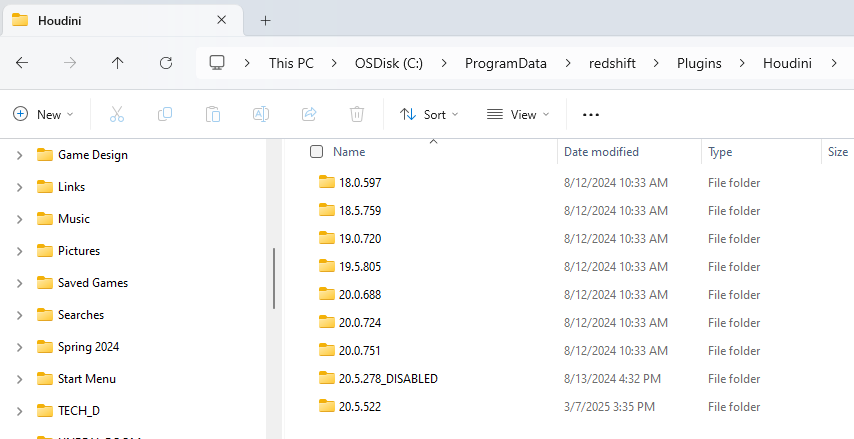 Houdini
This PC > OSDisk (C:) > ProgramData > redshift > Plugins > Houdini >
New Sort View ...
Name Date modified Type Size
Game Design
Links
Music
Pictures
Saved Games
Searches
Spring 2024
Start Menu
TECH_D
18.0.597 8/12/2024 10:33 AM File folder
18.5.759 8/12/2024 10:33 AM File folder
19.0.720 8/12/2024 10:33 AM File folder
19.5.805 8/12/2024 10:33 AM File folder
20.0.688 8/12/2024 10:33 AM File folder
20.0.724 8/12/2024 10:33 AM File folder
20.0.751 8/12/2024 10:33 AM File folder
20.5.278_DISABLED 8/13/2024 4:32 PM File folder
20.5.522 3/7/2025 3:35 PM File folder